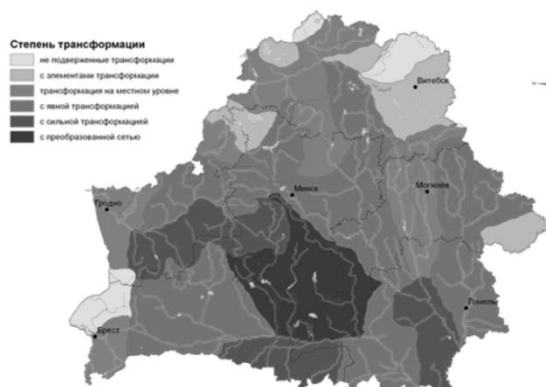 Степень трансформации
не подверженные трансформации
с элементами трансформации
трансформация на местном уровне
с явной трансформацией
с сильной трансформацией
с преобразованной сетью
Витебск
Минск
Могилёв
Гродно
Гомель
Брест